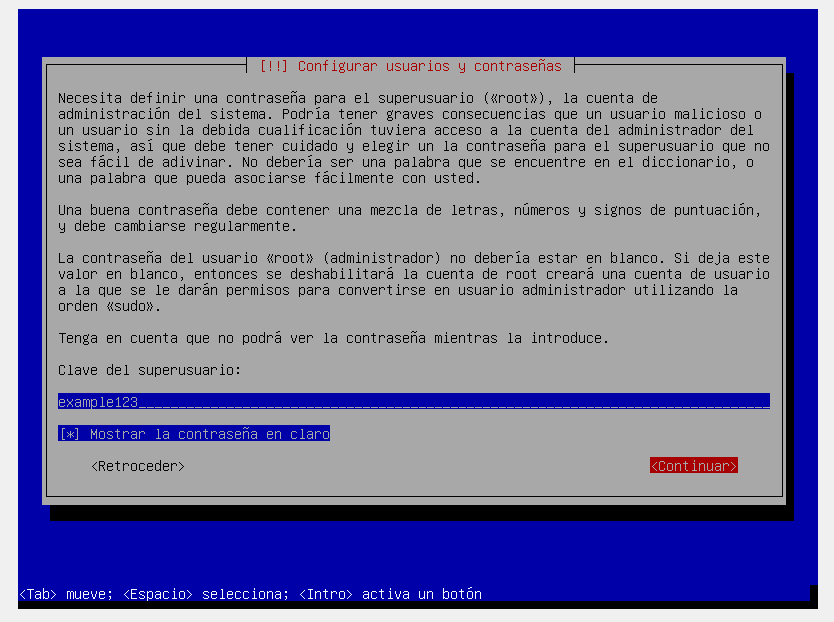 [!!] Configurar usuarios y contraseñas
Necesita definir una contraseña para el superusuario («root»), la cuenta de
administración del sistema. Podría tener graves consecuencias que un usuario malicioso o
un usuario sin la debida cualificación tuviera acceso a la cuenta del administrador del
sistema, así que debe tener cuidado y elegir un la contraseña para el superusuario que no
sea fácil de adivinar. No debería ser una palabra que se encuentre en el diccionario, o
una palabra que pueda asociarse fácilmente con usted.
Una buena contraseña debe contener una mezcla de letras, números y signos de puntuación,
y debe cambiarse regularmente.
La contraseña del usuario «root» (administrador) no debería estar en blanco. Si deja este
valor en blanco, entonces se deshabilitará la cuenta de root creará una cuenta de usuario
a la que se le darán permisos para convertirse en usuario administrador utilizando la
orden «sudo».
Tenga en cuenta que no podrá ver la contraseña mientras la introduce.
Clave del superusuario:
example123
[*] Mostrar la contraseña en claro
<Retroceder> <Continuar>
<Tab> mueve; <Espacio> selecciona; <Intro> activa un botón